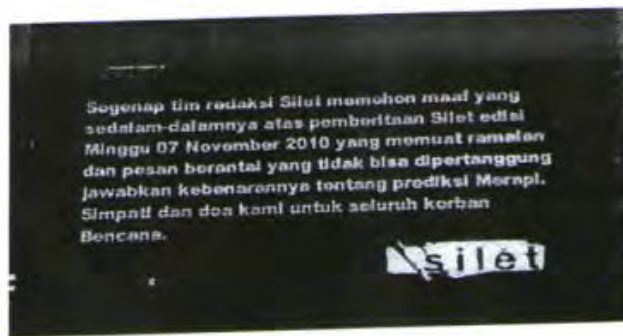 Segenap tim redaksi Silet memohon maaf yang
sedalam-dalamnya atas pemberitaan Silet edisi
Minggu 07 November 2010 yang memuat ramalan
dan pesan berantai yang tidak bisa dipertanggung
jawabkan kebenarannya tentang prediksi Merapi.
Simpati dan doa kami untuk seluruh korban
Bencana.
silet